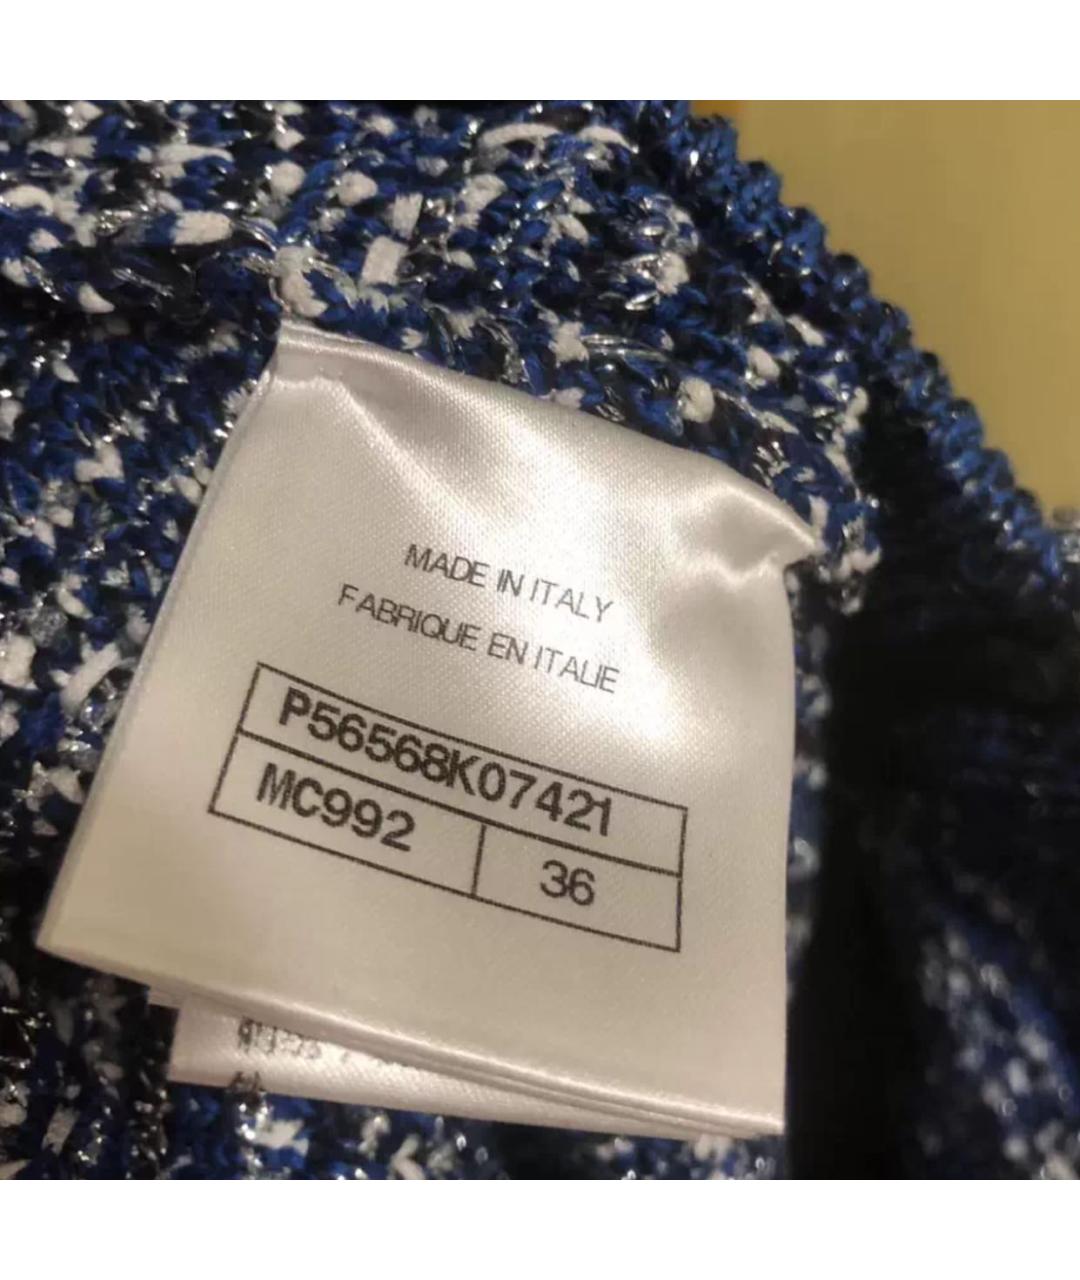 MADE IN ITALY
FABRIQUE EN ITALIE
P56568K07421
MC992
36